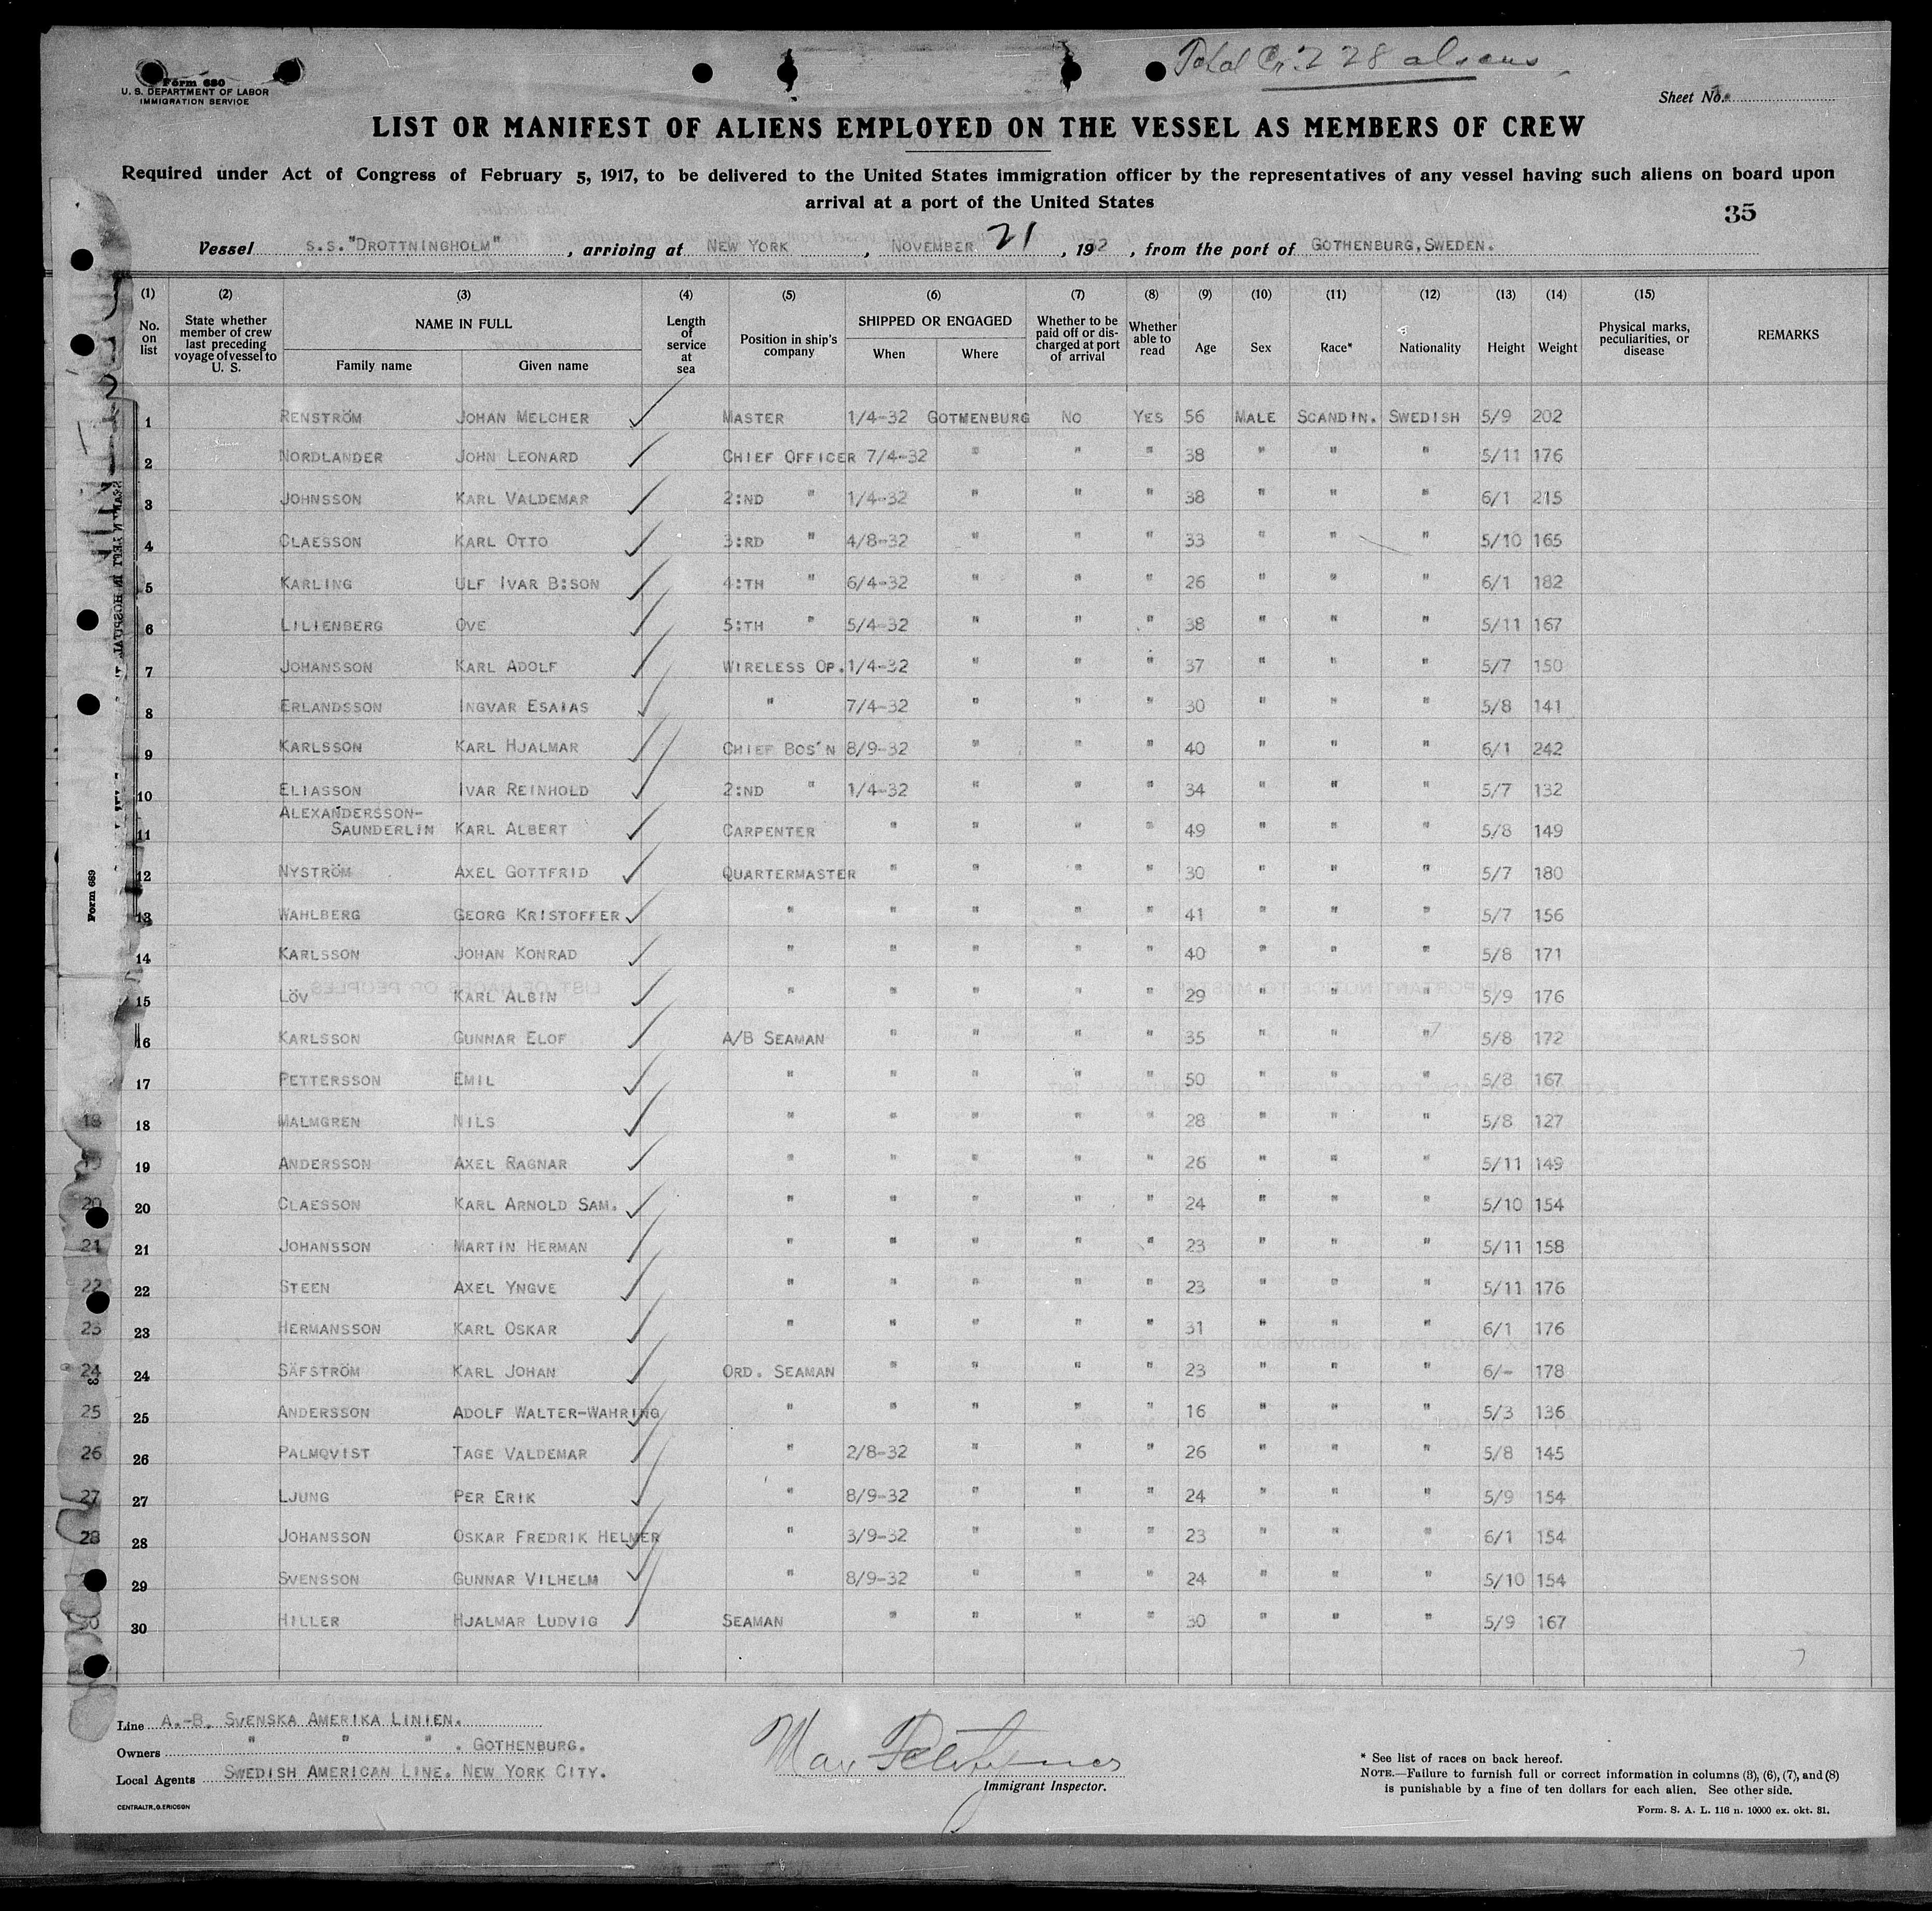 Total Cr. 228 aliens
Form 680
U. S. DEPARTMENT OF LABOR
IMMIGRATION SERVICE
Sheet No.
LIST OR MANIFEST OF ALIENS EMPLOYED ON THE VESSEL AS MEMBERS OF CREW
Required under Act of Congress of February 5, 1917, to be delivered to the United States immigration officer by the representatives of any vessel having such aliens on board upon
arrival at a port of the United States
35
Vessel S.S."DROTTNINGHOLM", arriving at NEW YORK, NOVEMBER 21, 1932, from the port of GOTHENBURG, SWEDEN.
(1) (2) (3) (4) (5) (6) (7) (8) (9) (10) (11) (12) (13) (14) (15)
No. on list | State whether member of crew last preceding voyage of vessel to U. S. | NAME IN FULL | Family name | Given name | Length of service at sea | Position in ship's company | SHIPPED OR ENGAGED | When | Where | Whether to be paid off or discharged at port of arrival | Whether able to read | Age | Sex | Race* | Nationality | Height | Weight | Physical marks, peculiarities, or disease | REMARKS
1 RENSTRÖM JOHAN MELCHER ✓ MASTER 1/4-32 GOTHENBURG NO YES 56 MALE SCANDIN. SWEDISH 5/9 202
2 NORDLANDER JOHN LEONARD ✓ CHIEF OFFICER 7/4-32 " " " 38 " " " 5/11 176
3 JOHNSSON KARL VALDEMAR ✓ 2:ND " 1/4-32 " " " 38 " " " 6/1 215
4 CLAESSON KARL OTTO ✓ 3:RD " 4/8-32 " " " 33 " " " 5/10 165
5 KARLING ULF IVAR B:SON ✓ 4:TH " 6/4-32 " " " 26 " " " 6/1 182
6 LILIENBERG OVE ✓ 5:TH " 5/4-32 " " " 38 " " " 5/11 167
7 JOHANSSON KARL ADOLF ✓ WIRELESS OP. 1/4-32 " " " 37 " " " 5/7 150
8 ERLANDSSON INGVAR ESAIAS ✓ " 7/4-32 " " " 30 " " " 5/8 141
9 KARLSSON KARL HJALMAR ✓ CHIEF BOS'N 8/9-32 " " " 40 " " " 6/1 242
10 ELIASSON IVAR REINHOLD ✓ 2:ND " 1/4-32 " " " 34 " " " 5/7 132
ALEXANDERSSON-
11 SAUNDERLIN KARL ALBERT ✓ CARPENTER " " " " 49 " " " 5/8 149
12 NYSTRÖM AXEL GOTTFRID ✓ QUARTERMASTER " " " " 30 " " " 5/7 180
13 WAHLBERG GEORG KRISTOFFER ✓ " " " " " 41 " " " 5/7 156
14 KARLSSON JOHAN KONRAD ✓ " " " " " 40 " " " 5/8 171
15 LÖV KARL ALBIN ✓ " " " " " 29 " " " 5/9 176
16 KARLSSON GUNNAR ELOF ✓ A/B SEAMAN " " " " 35 " " " 5/8 172
17 PETTERSSON EMIL ✓ " " " " " 50 " " " 5/8 167
18 MALMGREN NILS ✓ " " " " " 28 " " " 5/8 127
19 ANDERSSON AXEL RAGNAR ✓ " " " " " 26 " " " 5/11 149
20 CLAESSON KARL ARNOLD SAM. ✓ " " " " " 24 " " " 5/10 154
21 JOHANSSON MARTIN HERMAN ✓ " " " " " 23 " " " 5/11 158
22 STEEN AXEL YNGVE ✓ " " " " " 23 " " " 5/11 176
23 HERMANSSON KARL OSKAR ✓ " " " " " 31 " " " 6/1 176
24 SÄFSTRÖM KARL JOHAN ✓ ORD. SEAMAN " " " " 23 " " " 6/- 178
25 ANDERSSON ADOLF WALTER-WAHRING ✓ " " " " " 16 " " " 5/3 136
26 PALMQVIST TAGE VALDEMAR ✓ " 2/8-32 " " " 26 " " " 5/8 145
27 LJUNG PER ERIK ✓ " 8/9-32 " " " 24 " " " 5/9 154
28 JOHANSSON OSKAR FREDRIK HELMER ✓ " 3/9-32 " " " 23 " " " 6/1 154
29 SVENSSON GUNNAR VILHELM ✓ " 8/9-32 " " " 24 " " " 5/10 154
30 HILLER HJALMAR LUDVIG ✓ SEAMAN " " " " 30 " " " 5/9 167
Form 689
Line A.-B. SVENSKA AMERIKA LINIEN.
Owners " " " . GOTHENBURG.
Local Agents SWEDISH AMERICAN LINE. NEW YORK CITY.
CENTRALTR, G. ERICSON
Immigrant Inspector.
* See list of races on back hereof.
NOTE.—Failure to furnish full or correct information in columns (3), (6), (7), and (8)
is punishable by a fine of ten dollars for each alien. See other side.
Form. S. A. L. 116 n. 10000 ex. okt. 31.